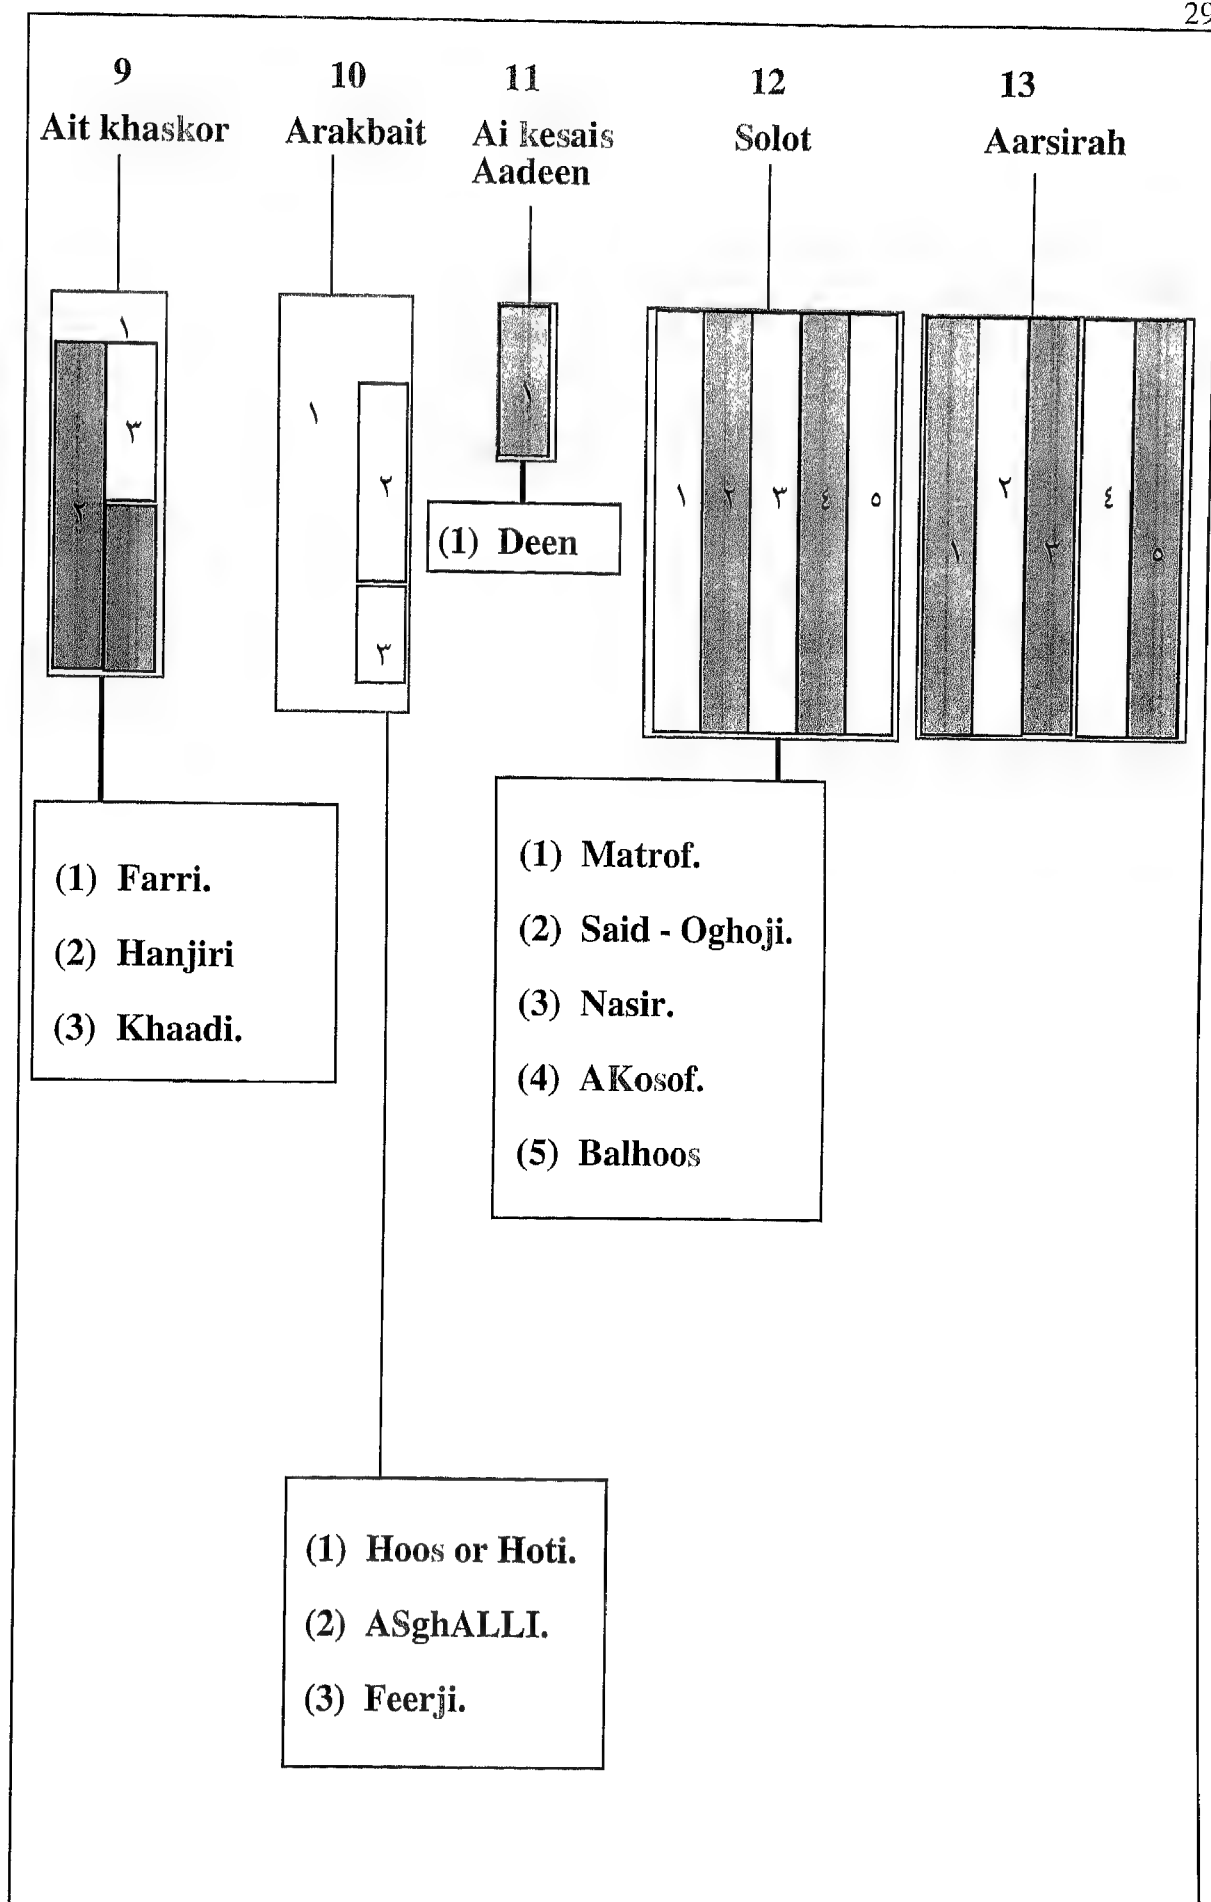 29
9
Ait khaskor
10
Arakbait
11
Ai kesais
Aadeen
12
Solot
13
Aarsirah
١
٢
٣
١
٢
٣
١
(1) Deen
١ ٢ ٣ ٤ ٥
١ ٢ ٣ ٤ ٥
(1) Farri.
(2) Hanjiri
(3) Khaadi.
(1) Matrof.
(2) Said - Oghoji.
(3) Nasir.
(4) AKosof.
(5) Balhoos
(1) Hoos or Hoti.
(2) ASghALLI.
(3) Feerji.